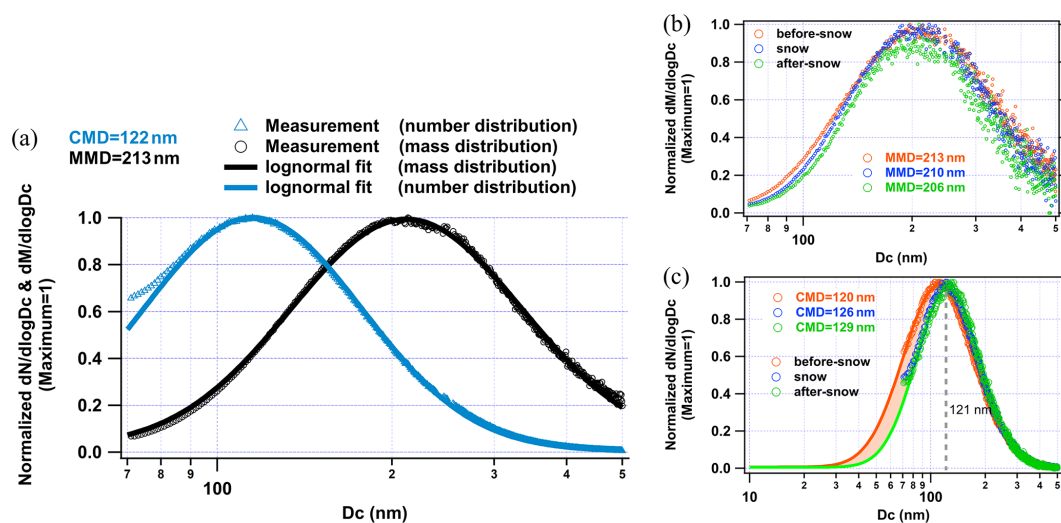 (a)
CMD=122 nm
MMD=213 nm
Measurement (number distribution)
Measurement (mass distribution)
lognormal fit (mass distribution)
lognormal fit (number distribution)
Normalized dN/dlogDc & dM/dlogDc
(Maximum=1)
1.0
0.8
0.6
0.4
0.2
0.0
7 8 9 100 2 3 4 5
Dc (nm)
(b)
before-snow
snow
after-snow
MMD=213 nm
MMD=210 nm
MMD=206 nm
Normalized dM/dlogDc
(Maximum=1)
1.0
0.8
0.6
0.4
0.2
0.0
7 8 9 100 2 3 4 5
Dc (nm)
(c)
CMD=120 nm
CMD=126 nm
CMD=129 nm
before-snow
snow
after-snow
121 nm
Normalized dN/dlogDc
(Maximum=1)
1.0
0.8
0.6
0.4
0.2
0.0
10 2 3 4 5 6 7 8 9 100 2 3 4 5
Dc (nm)